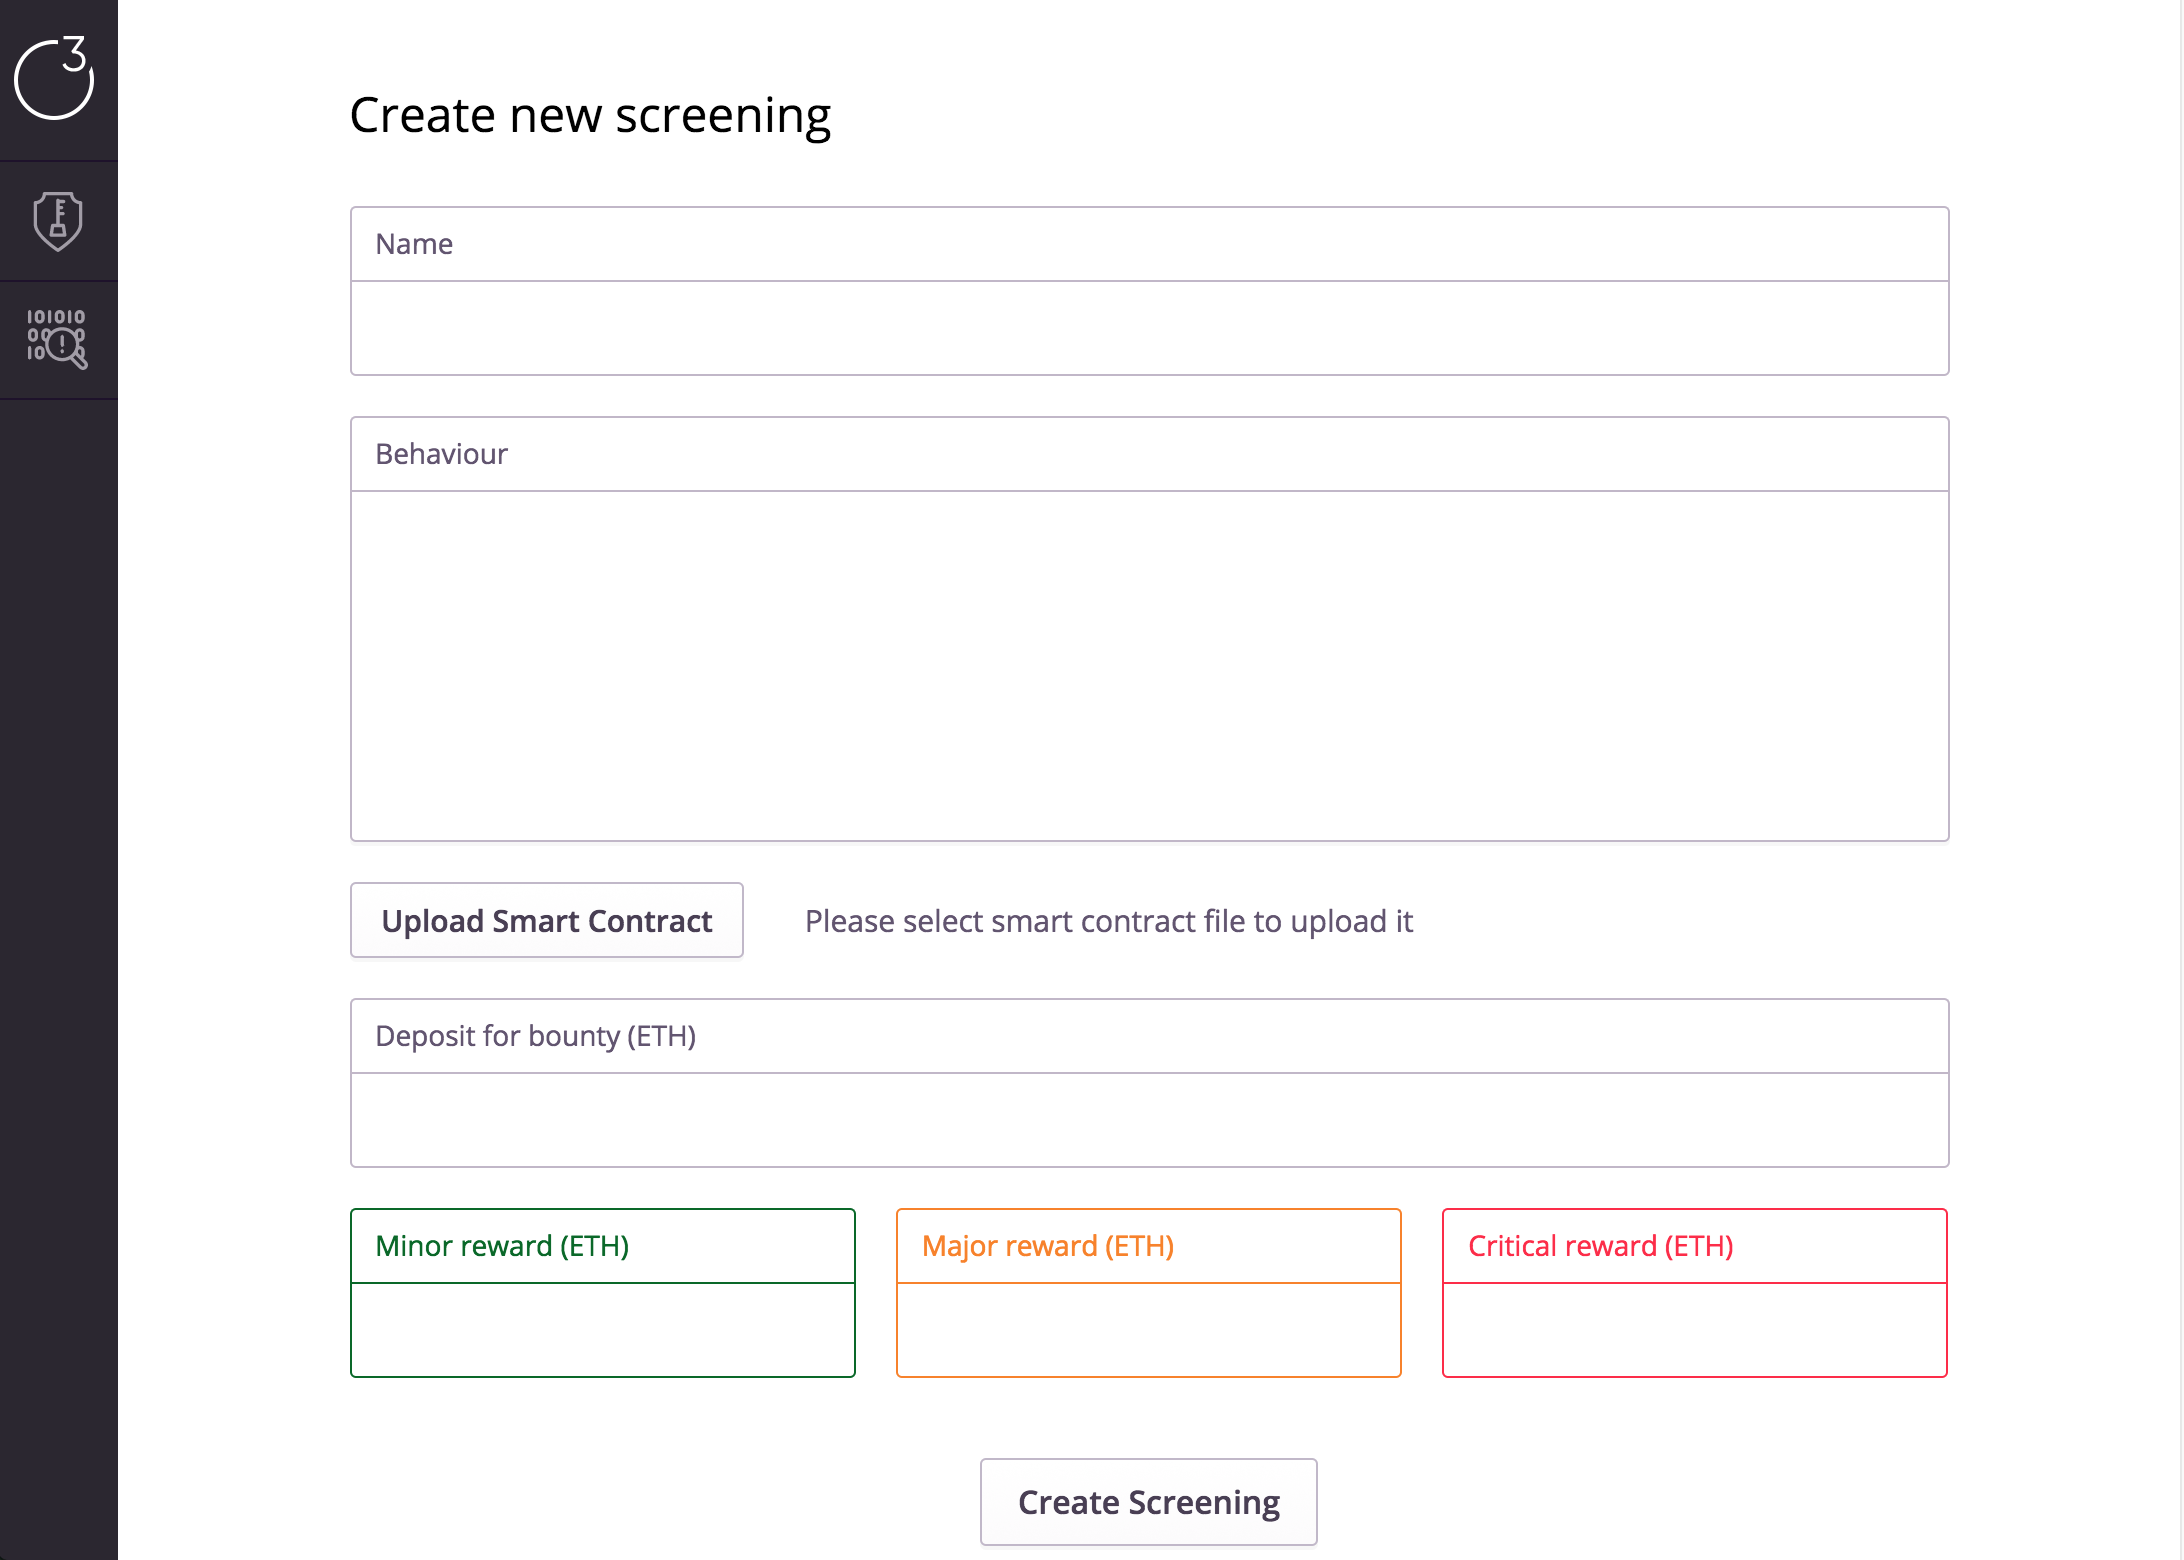 3
101010
Create new screening
Name
Behaviour
Upload Smart Contract
Please select smart contract file to upload it
Deposit for bounty (ETH)
Minor reward (ETH)
Major reward (ETH)
Critical reward (ETH)
Create Screening